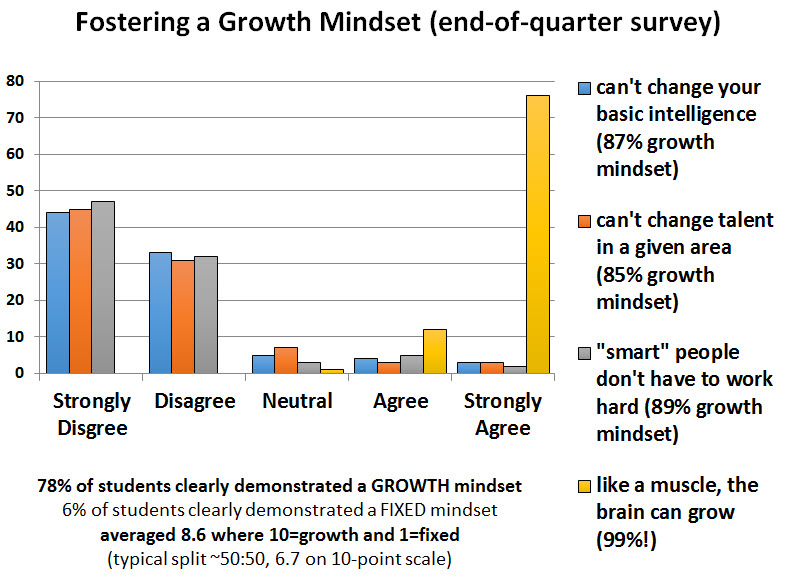 Fostering a Growth Mindset (end-of-quarter survey)
80
70
60
50
40
30
20
10
0
Strongly
Disgree
Disagree
Neutral
Agree
Strongly
Agree
can't change your
basic intelligence
(87% growth
mindset)
can't change talent
in a given area
(85% growth
mindset)
"smart" people
don't have to work
hard (89% growth
mindset)
like a muscle, the
brain can grow
(99%!)
78% of students clearly demonstrated a GROWTH mindset
6% of students clearly demonstrated a FIXED mindset
averaged 8.6 where 10=growth and 1=fixed
(typical split ~50:50, 6.7 on 10-point scale)